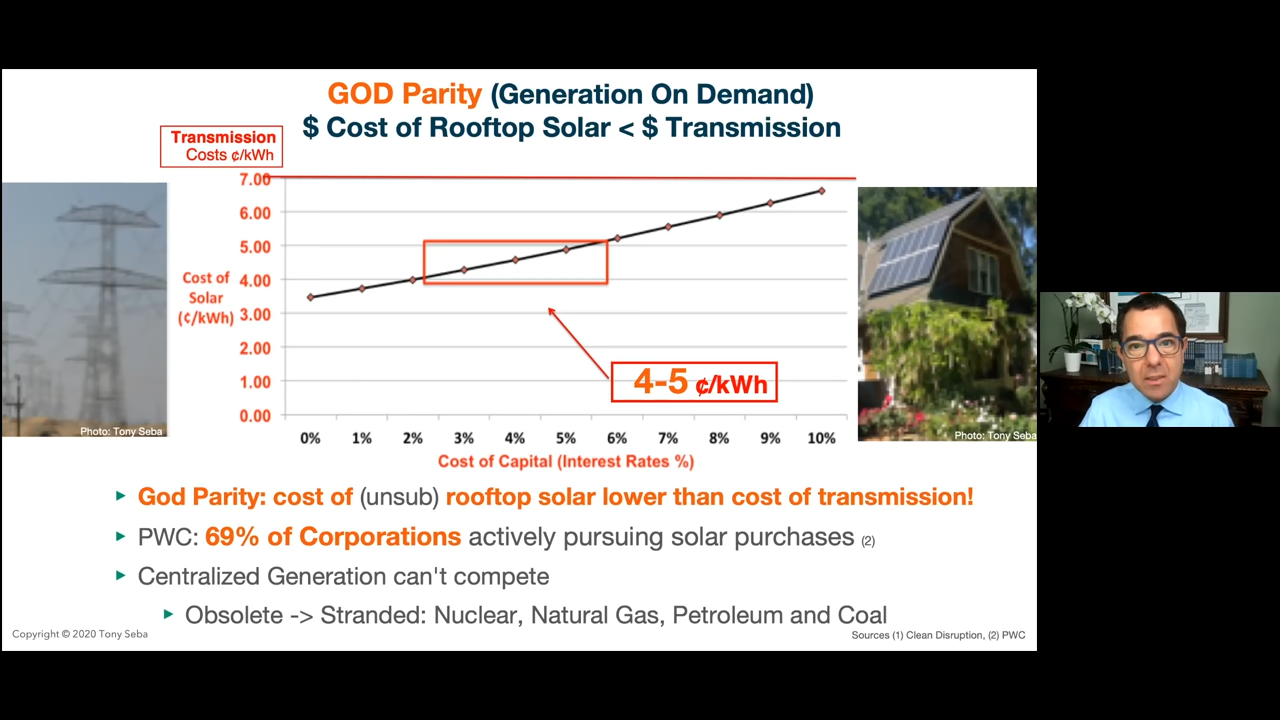 GOD Parity (Generation On Demand)
$ Cost of Rooftop Solar < $ Transmission
Transmission
Costs ¢/kWh
7.00
6.00
5.00
4.00
3.00
2.00
1.00
0.00
Cost of
Solar
(¢/kWh)
4-5 ¢/kWh
0% 1% 2% 3% 4% 5% 6% 7% 8% 9% 10%
Cost of Capital (Interest Rates %)
Photo: Tony Seba
Photo: Tony Seba
▸ God Parity: cost of (unsub) rooftop solar lower than cost of transmission!
▸ PWC: 69% of Corporations actively pursuing solar purchases (2)
▸ Centralized Generation can't compete
▸ Obsolete -> Stranded: Nuclear, Natural Gas, Petroleum and Coal
Copyright © 2020 Tony Seba
Sources (1) Clean Disruption, (2) PWC